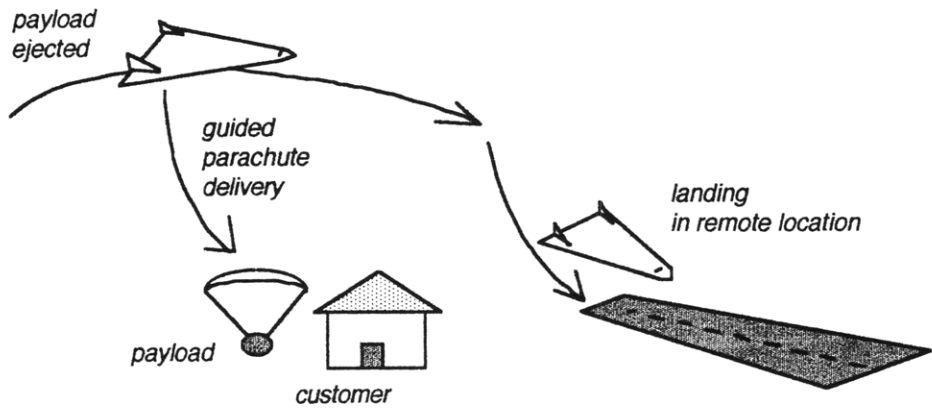 payload
ejected
guided
parachute
delivery
landing
in remote location
payload
customer